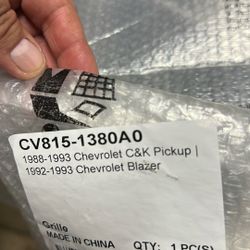 CV815-1380A0
1988-1993 Chevrolet C&K Pickup |
1992-1993 Chevrolet Blazer
Grille
MADE IN CHINA
QTY: 1 PC(S)